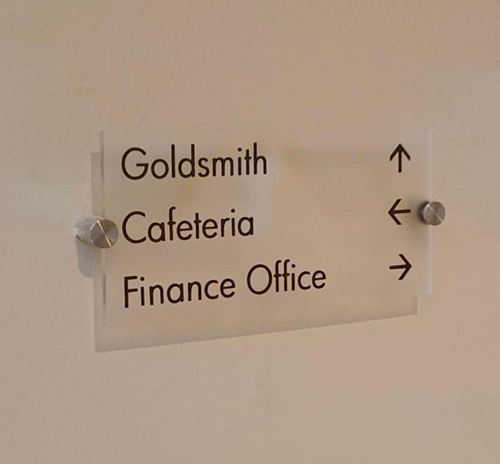 Goldsmith ↑
Cafeteria ←
Finance Office →